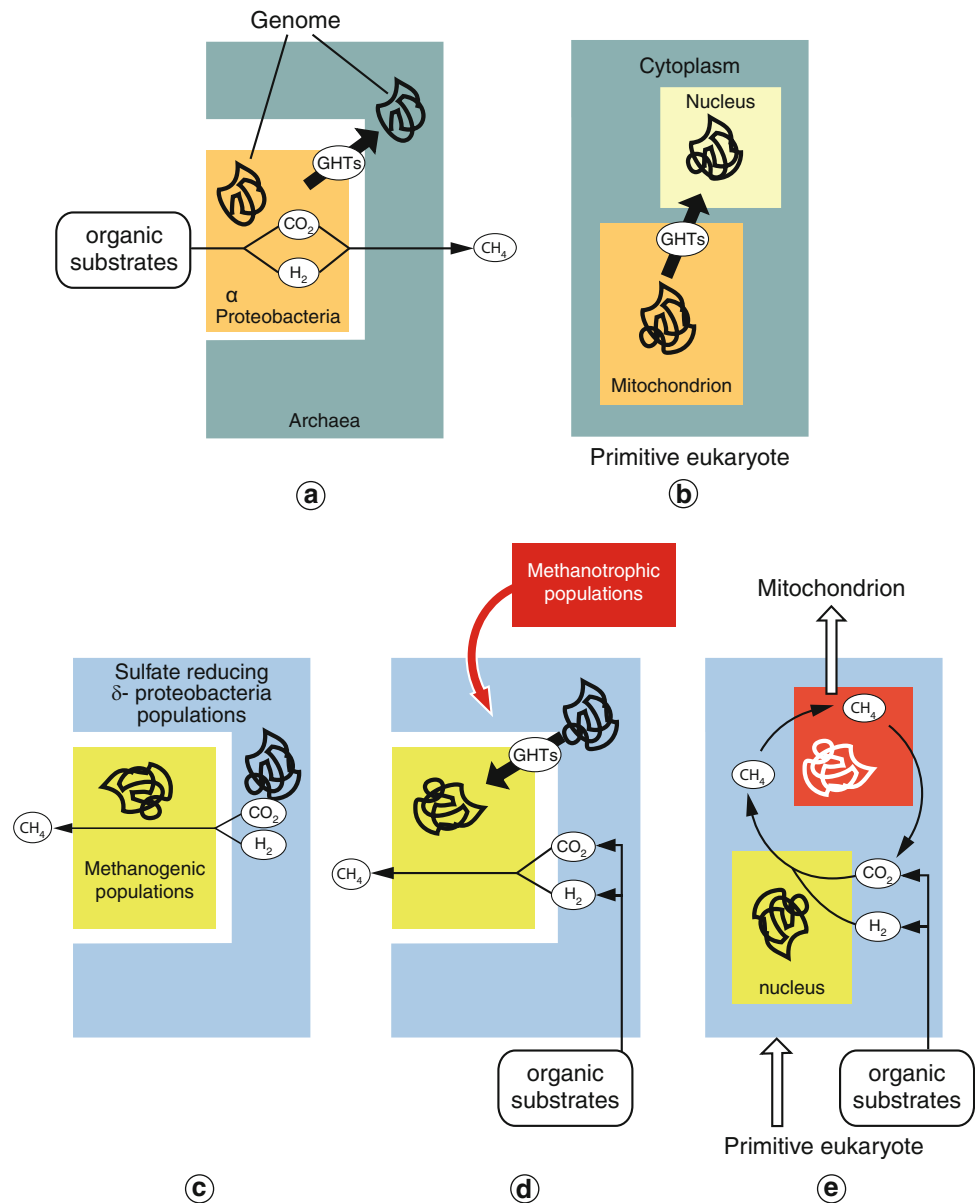 Genome
GHTs
organic
substrates
CO₂
H₂
CH₄
α
Proteobacteria
Archaea
a
Cytoplasm
Nucleus
GHTs
Mitochondrion
Primitive eukaryote
b
Sulfate reducing
δ- proteobacteria
populations
CO₂
H₂
CH₄
Methanogenic
populations
c
Methanotrophic
populations
GHTs
CO₂
CH₄
H₂
organic
substrates
d
Mitochondrion
CH₄
CH₄
CO₂
H₂
nucleus
organic
substrates
Primitive eukaryote
e